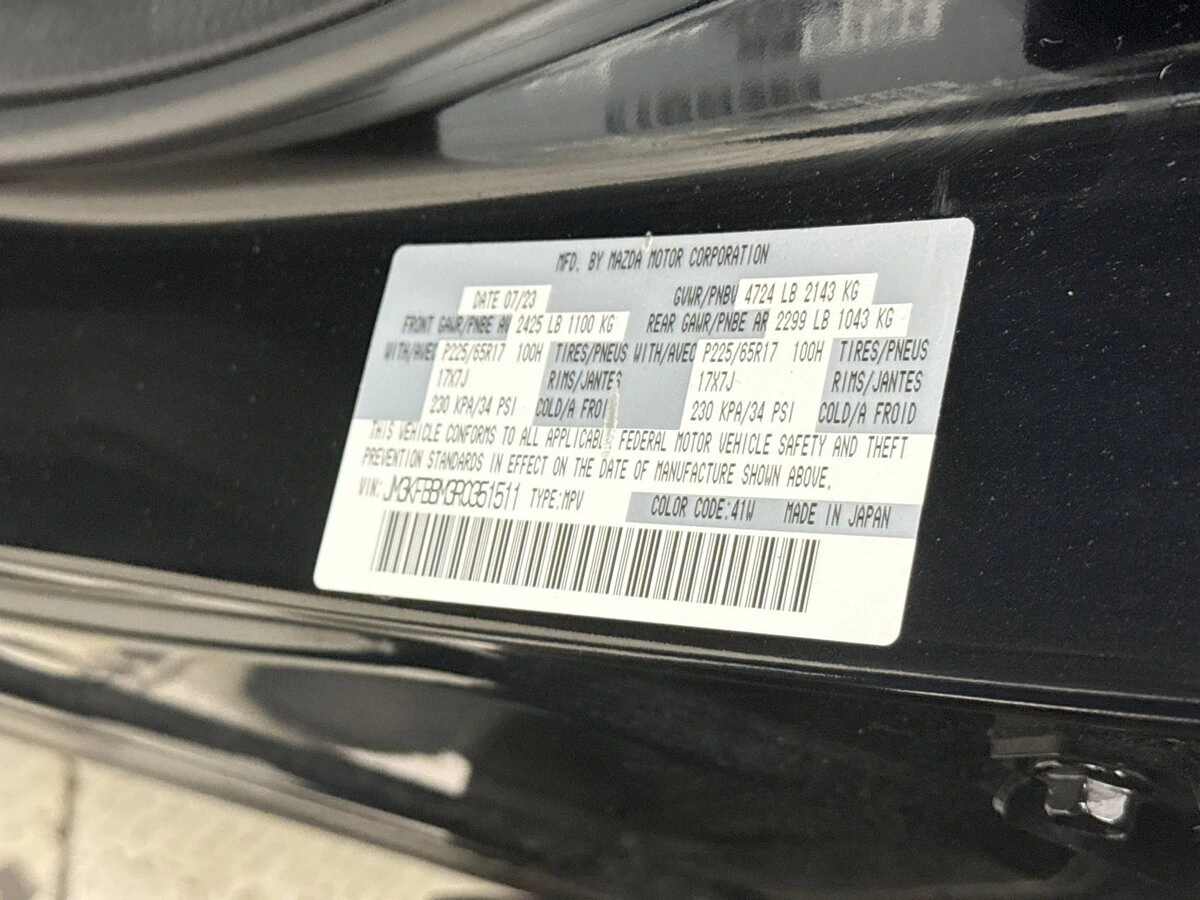 MFD. BY MAZDA MOTOR CORPORATION
DATE 07/23 GVWR/PNBV 4724 LB 2143 KG
FRONT GAWR/PNBE AV 2425 LB 1100 KG REAR GAWR/PNBE AR 2299 LB 1043 KG
WITH/AVEC P225/65R17 100H TIRES/PNEUS WITH/AVEC P225/65R17 100H TIRES/PNEUS
17X7J RIMS/JANTES 17X7J RIMS/JANTES
230 KPA/34 PSI COLD/A FROID 230 KPA/34 PSI COLD/A FROID
THIS VEHICLE CONFORMS TO ALL APPLICABLE FEDERAL MOTOR VEHICLE SAFETY AND THEFT
PREVENTION STANDARDS IN EFFECT ON THE DATE OF MANUFACTURE SHOWN ABOVE.
VIN: TYPE:MPV COLOR CODE:41W MADE IN JAPAN